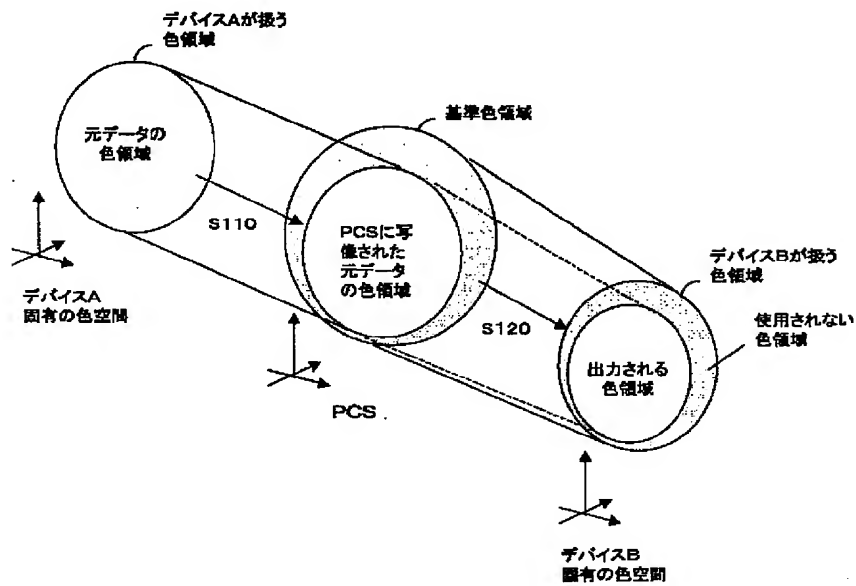 デバイスAが扱う
色領域
元データの
色領域
基準色領域
S110
PCSに写
像された
元データ
の色領域
デバイスBが扱う
色領域
デバイスA
固有の色空間
S120
使用されない
色領域
出力される
色領域
PCS
デバイスB
固有の色空間